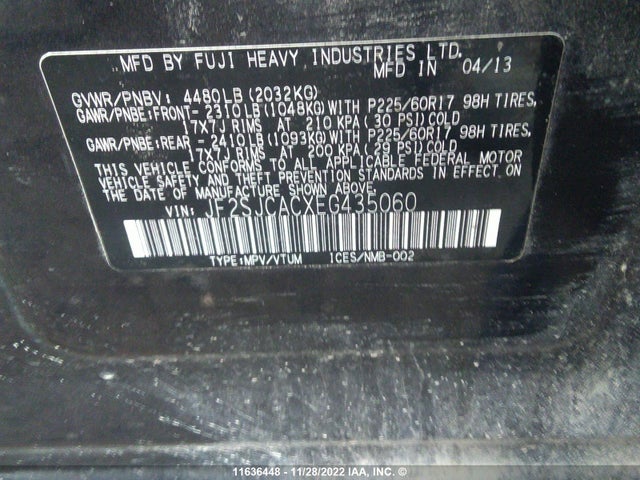 MFD BY FUJI HEAVY INDUSTRIES LTD.
MFD IN 04/13
GVWR/PNBV: 4480LB (2032KG)
GAWR/PNBE:FRONT- 2310LB (1048KG) WITH P225/60R17 98H TIRES,
17X7J RIMS AT 210 KPA (30 PSI) COLD
GAWR/PNBE:REAR - 2410LB (1093KG) WITH P225/60R17 98H TIRES,
17X7J RIMS AT 200 KPA (29 PSI) COLD
THIS VEHICLE CONFORMS TO ALL APPLICABLE FEDERAL MOTOR
VEHICLE SAFETY AND THEFT PREVENTION STANDARDS IN EFFECT ON
THE DATE OF MANUFACTURE SHOWN ABOVE.
VIN: JF2SJCACXEG435060
TYPE:MPV/VTUM ICES/NMB-002
11636448 - 11/28/2022 IAA, INC. ©